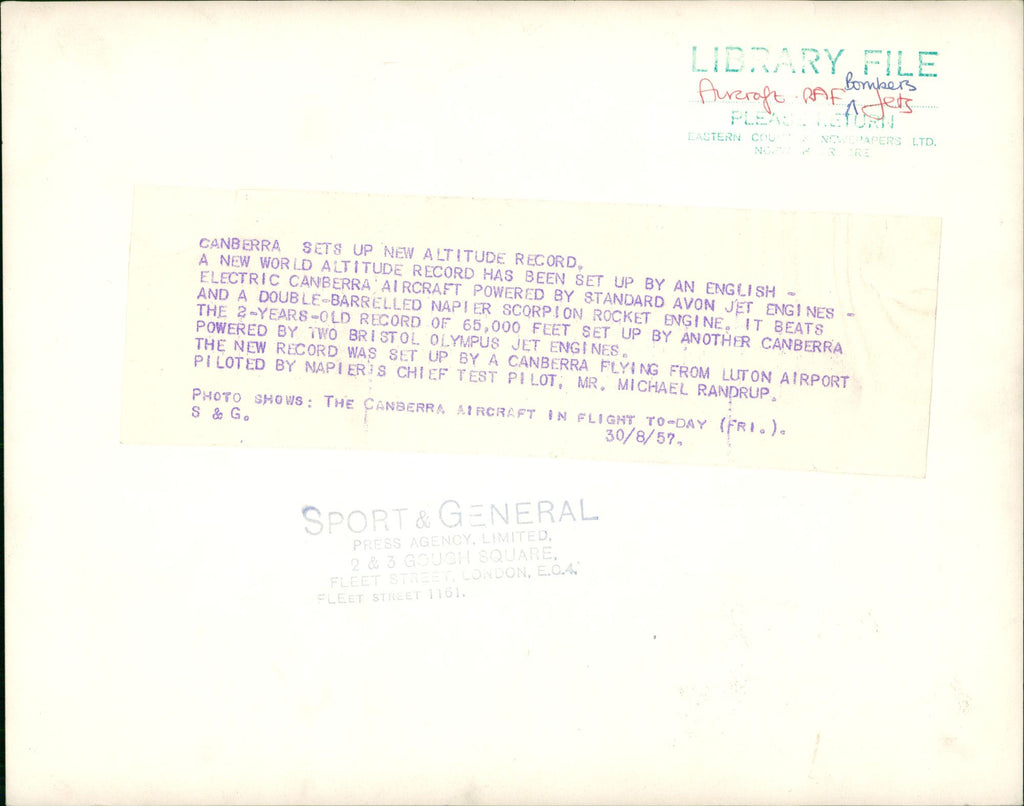 LIBRARY FILE
Bombers
Aircraft - RAF ^ Jets
PLEASE RETURN
EASTERN COUNTIES NEWSPAPERS LTD.
CANBERRA SETS UP NEW ALTITUDE RECORD.
A NEW WORLD ALTITUDE RECORD HAS BEEN SET UP BY AN ENGLISH -
ELECTRIC CANBERRA AIRCRAFT POWERED BY STANDARD AVON JET ENGINES -
AND A DOUBLE-BARRELLED NAPIER SCORPION ROCKET ENGINE. IT BEATS
THE 2-YEARS-OLD RECORD OF 65,000 FEET SET UP BY ANOTHER CANBERRA
POWERED BY TWO BRISTOL OLYMPUS JET ENGINES.
THE NEW RECORD WAS SET UP BY A CANBERRA FLYING FROM LUTON AIRPORT
PILOTED BY NAPIER'S CHIEF TEST PILOT, MR. MICHAEL RANDRUP.
PHOTO SHOWS: THE CANBERRA AIRCRAFT IN FLIGHT TO-DAY (FRI.).
S & G. 30/8/57.
SPORT & GENERAL
PRESS AGENCY, LIMITED,
2 & 3 GOUGH SQUARE,
FLEET STREET, LONDON, E.C.4.
FLEET STREET 1161.